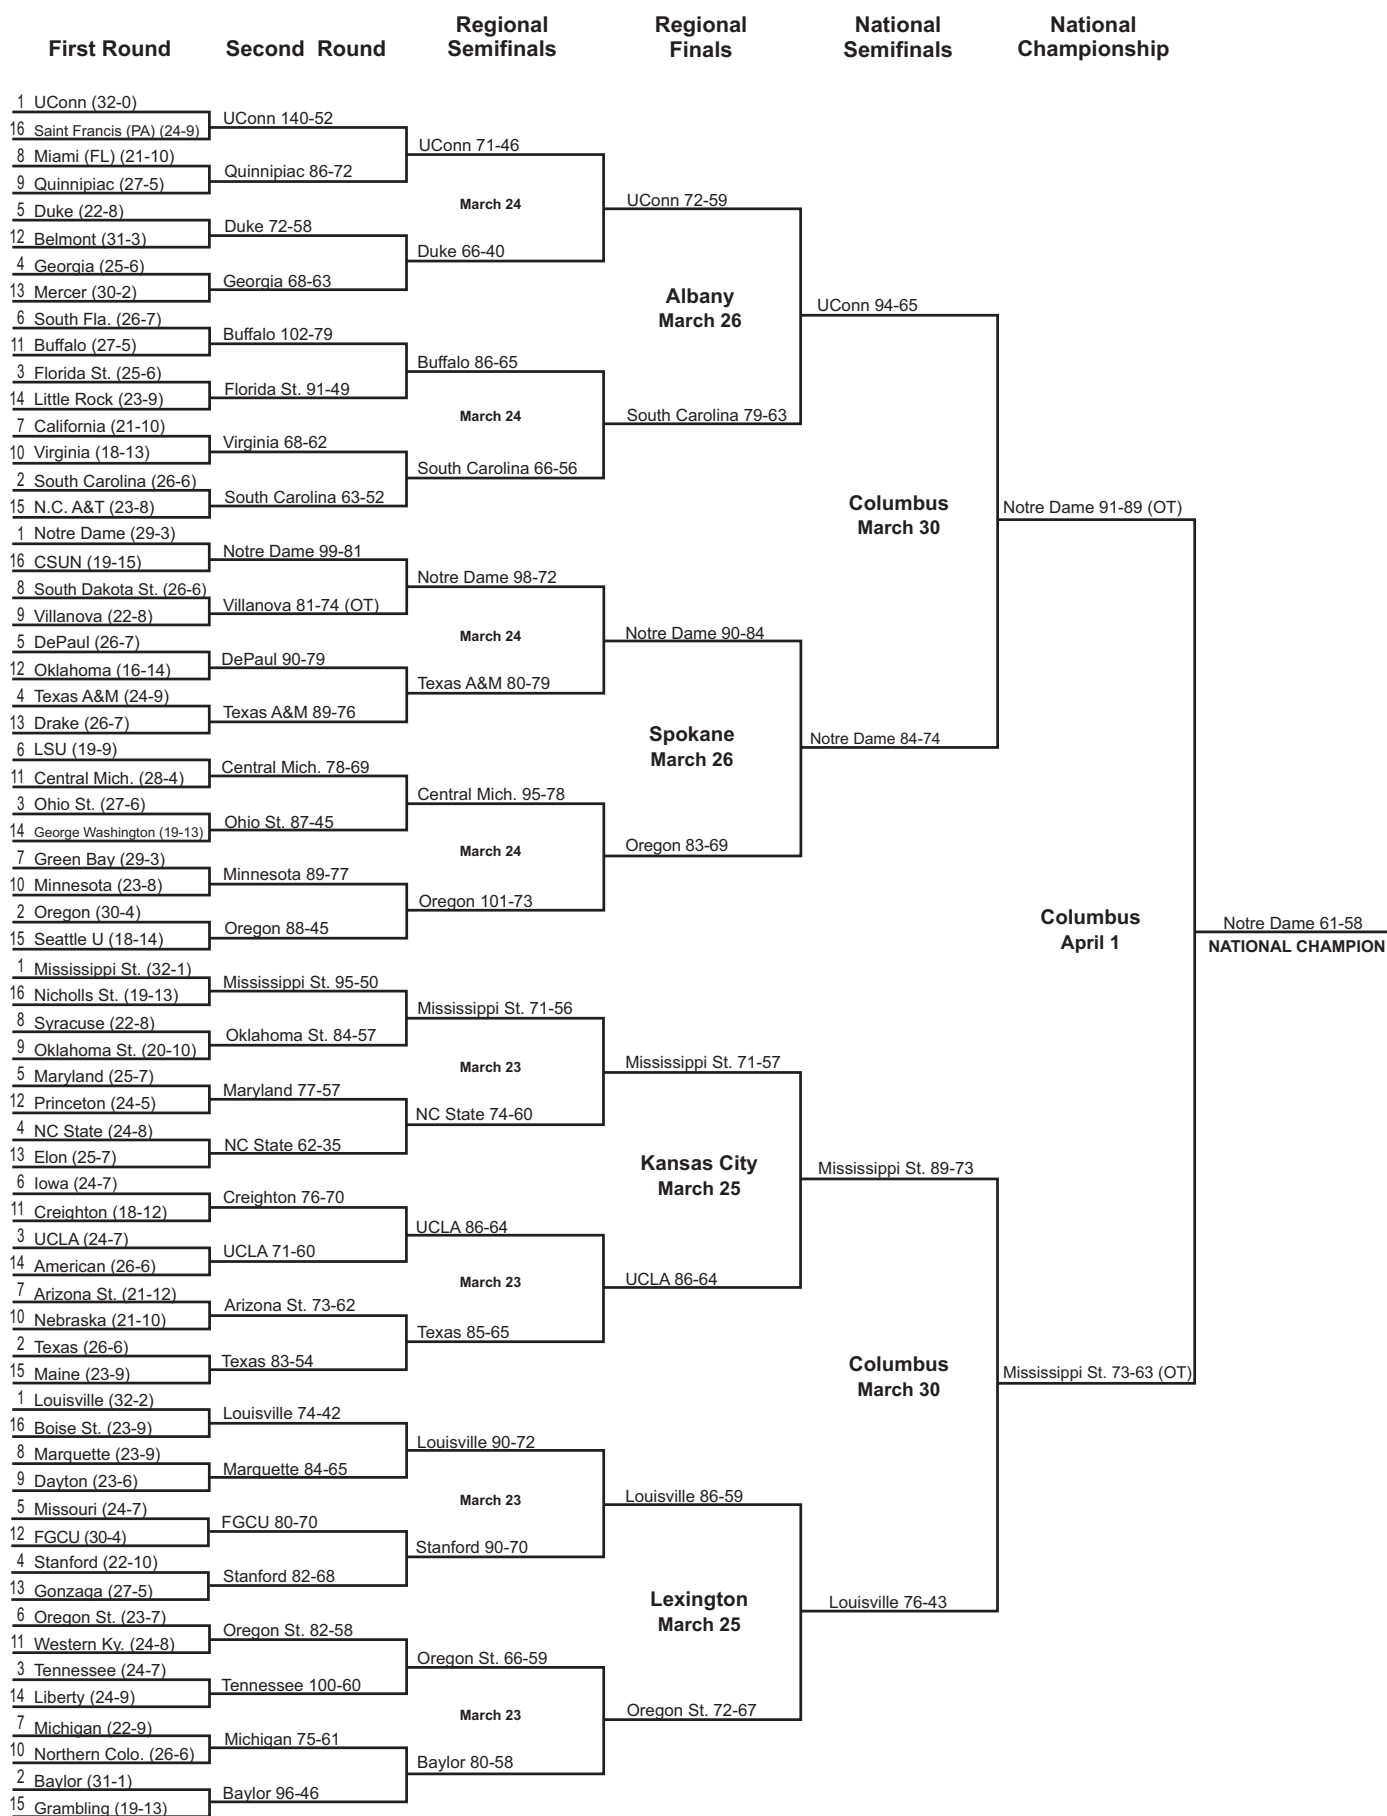 First Round
Second Round
Regional
Semifinals
Regional
Finals
National
Semifinals
National
Championship
1 UConn (32-0)
16 Saint Francis (PA) (24-9)
8 Miami (FL) (21-10)
9 Quinnipiac (27-5)
5 Duke (22-8)
12 Belmont (31-3)
4 Georgia (25-6)
13 Mercer (30-2)
6 South Fla. (26-7)
11 Buffalo (27-5)
3 Florida St. (25-6)
14 Little Rock (23-9)
7 California (21-10)
10 Virginia (18-13)
2 South Carolina (26-6)
15 N.C. A&T (23-8)
1 Notre Dame (29-3)
16 CSUN (19-15)
8 South Dakota St. (26-6)
9 Villanova (22-8)
5 DePaul (26-7)
12 Oklahoma (16-14)
4 Texas A&M (24-9)
13 Drake (26-7)
6 LSU (19-9)
11 Central Mich. (28-4)
3 Ohio St. (27-6)
14 George Washington (19-13)
7 Green Bay (29-3)
10 Minnesota (23-8)
2 Oregon (30-4)
15 Seattle U (18-14)
1 Mississippi St. (32-1)
16 Nicholls St. (19-13)
8 Syracuse (22-8)
9 Oklahoma St. (20-10)
5 Maryland (25-7)
12 Princeton (24-5)
4 NC State (24-8)
13 Elon (25-7)
6 Iowa (24-7)
11 Creighton (18-12)
3 UCLA (24-7)
14 American (26-6)
7 Arizona St. (21-12)
10 Nebraska (21-10)
2 Texas (26-6)
15 Maine (23-9)
1 Louisville (32-2)
16 Boise St. (23-9)
8 Marquette (23-9)
9 Dayton (23-6)
5 Missouri (24-7)
12 FGCU (30-4)
4 Stanford (22-10)
13 Gonzaga (27-5)
6 Oregon St. (23-7)
11 Western Ky. (24-8)
3 Tennessee (24-7)
14 Liberty (24-9)
7 Michigan (22-9)
10 Northern Colo. (26-6)
2 Baylor (31-1)
15 Grambling (19-13)
UConn 140-52
Quinnipiac 86-72
Duke 72-58
Georgia 68-63
Buffalo 102-79
Florida St. 91-49
Virginia 68-62
South Carolina 63-52
Notre Dame 99-81
Villanova 81-74 (OT)
DePaul 90-79
Texas A&M 89-76
Central Mich. 78-69
Ohio St. 87-45
Minnesota 89-77
Oregon 88-45
Mississippi St. 95-50
Oklahoma St. 84-57
Maryland 77-57
NC State 62-35
Creighton 76-70
UCLA 71-60
Arizona St. 73-62
Texas 83-54
Louisville 74-42
Marquette 84-65
FGCU 80-70
Stanford 82-68
Oregon St. 82-58
Tennessee 100-60
Michigan 75-61
Baylor 96-46
UConn 71-46
March 24
Duke 66-40
Buffalo 86-65
March 24
South Carolina 66-56
Notre Dame 98-72
March 24
Texas A&M 80-79
Central Mich. 95-78
March 24
Oregon 101-73
Mississippi St. 71-56
March 23
NC State 74-60
UCLA 86-64
March 23
Texas 85-65
Louisville 90-72
March 23
Stanford 90-70
Oregon St. 66-59
March 23
Baylor 80-58
UConn 72-59
Albany
March 26
South Carolina 79-63
Notre Dame 90-84
Spokane
March 26
Oregon 83-69
Mississippi St. 71-57
Kansas City
March 25
UCLA 86-64
Louisville 86-59
Lexington
March 25
Oregon St. 72-67
UConn 94-65
Columbus
March 30
Notre Dame 84-74
Mississippi St. 89-73
Columbus
March 30
Louisville 76-43
Notre Dame 91-89 (OT)
Columbus
April 1
Mississippi St. 73-63 (OT)
Notre Dame 61-58
NATIONAL CHAMPION